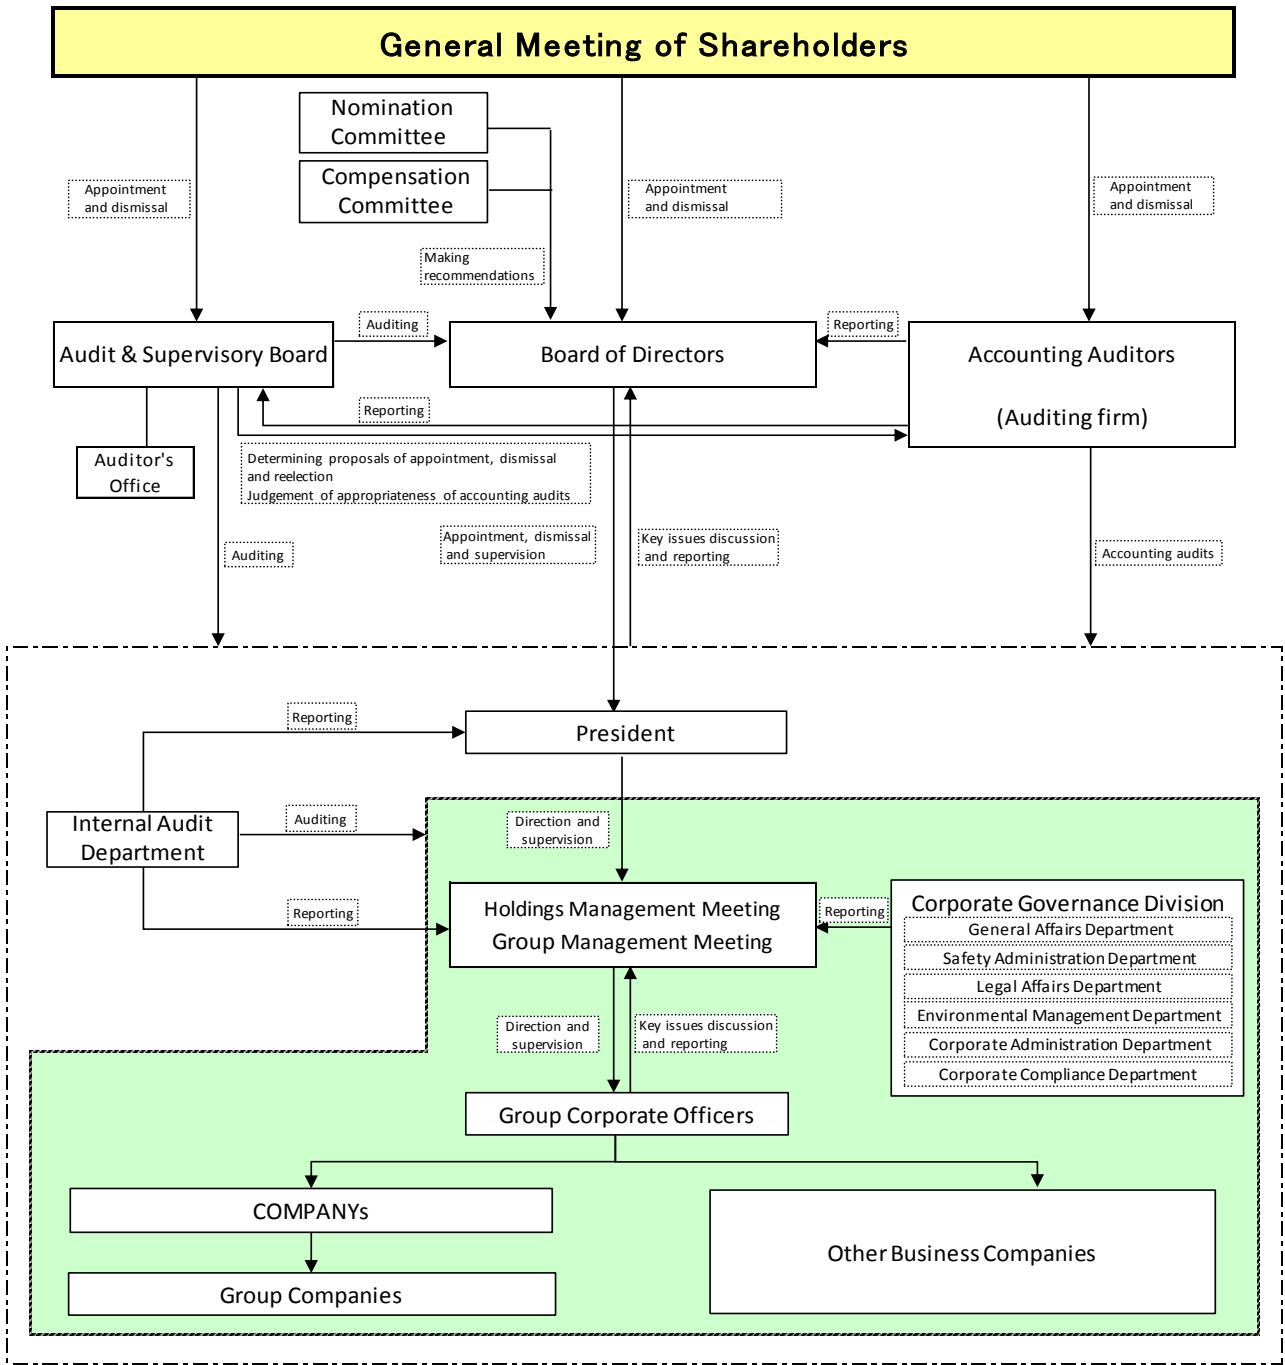 General Meeting of Shareholders
Nomination
Committee
Compensation
Committee
Appointment
and dismissal
Appointment
and dismissal
Appointment
and dismissal
Making
recommendations
Audit & Supervisory Board
Auditing
Board of Directors
Reporting
Accounting Auditors
(Auditing firm)
Reporting
Auditor's
Office
Determining proposals of appointment, dismissal
and reelection
Judgement of appropriateness of accounting audits
Auditing
Appointment, dismissal
and supervision
Key issues discussion
and reporting
Accounting audits
Reporting
President
Internal Audit
Department
Auditing
Direction and
supervision
Reporting
Holdings Management Meeting
Group Management Meeting
Reporting
Corporate Governance Division
General Affairs Department
Safety Administration Department
Legal Affairs Department
Environmental Management Department
Corporate Administration Department
Corporate Compliance Department
Direction and
supervision
Key issues discussion
and reporting
Group Corporate Officers
COMPANYs
Group Companies
Other Business Companies